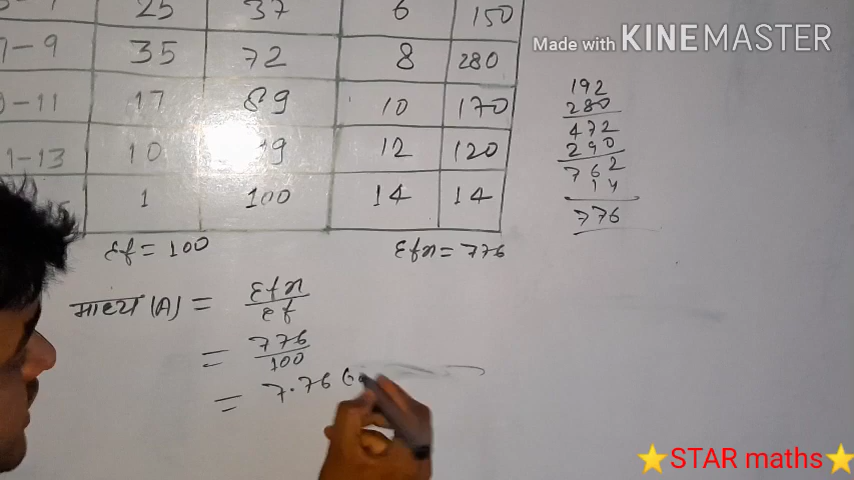 25 37 6 150
7-9 35 72 8 280
-11 17 89 10 170
1-13 10 99 12 120
1 100 14 14
Σf = 100 Σfx = 776
माध्य (A) = Σfx / Σf
= 776 / 100
= 7.76
192
280
472
290
762
14
776
Made with KINEMASTER
⭐STAR maths⭐